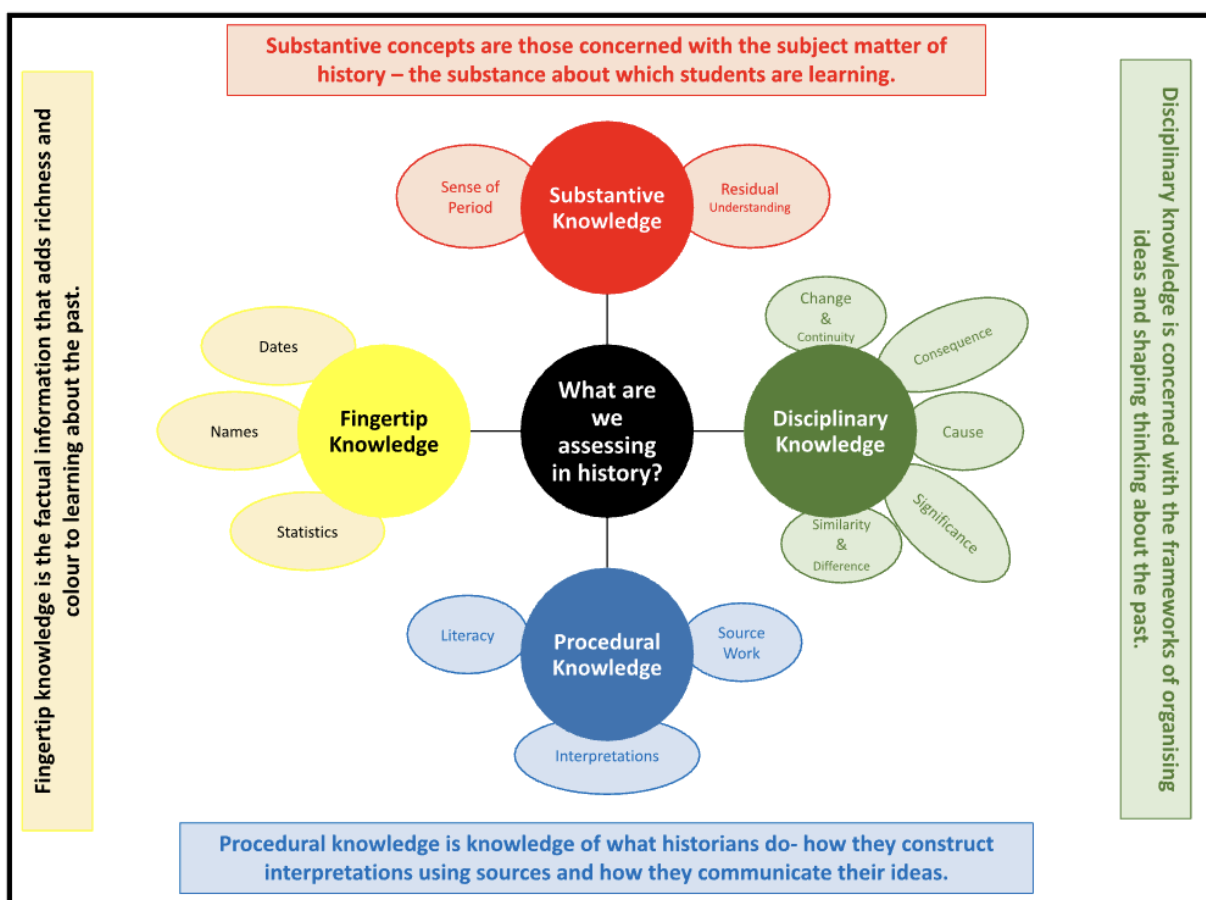 Substantive concepts are those concerned with the subject matter of
history – the substance about which students are learning.
Fingertip knowledge is the factual information that adds richness and
colour to learning about the past.
Disciplinary knowledge is concerned with the frameworks of organising
ideas and shaping thinking about the past.
Sense of
Period
Substantive
Knowledge
Residual
Understanding
Dates
Names
Statistics
Fingertip
Knowledge
What are
we
assessing
in history?
Disciplinary
Knowledge
Change
&
Continuity
Consequence
Cause
Significance
Similarity
&
Difference
Literacy
Procedural
Knowledge
Source
Work
Interpretations
Procedural knowledge is knowledge of what historians do- how they construct
interpretations using sources and how they communicate their ideas.